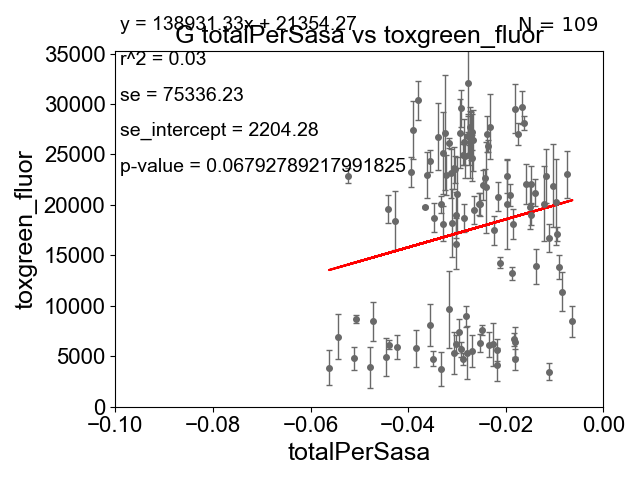 y = 138931.33x + 21354.27
N = 109
G totalPerSasa vs toxgreen_fluor
r^2 = 0.03
se = 75336.23
se_intercept = 2204.28
p-value = 0.06792789217991825
toxgreen_fluor
35000
30000
25000
20000
15000
10000
5000
0
−0.10 −0.08 −0.06 −0.04 −0.02 0.00
totalPerSasa